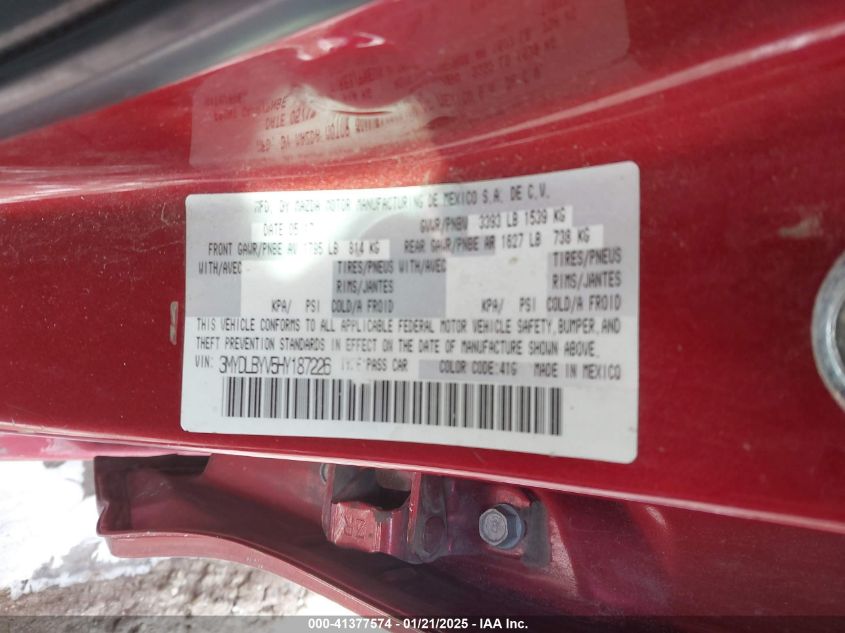 MFD. BY MAZDA MOTOR MANUFACTURING DE MEXICO S.A. DE C.V.
DATE GVWR/PNBV 3393 LB 1539 KG
FRONT GAWR/PNBE AV 1795 LB 814 KG REAR GAWR/PNBE AR 1627 LB 738 KG
WITH/AVEC TIRES/PNEUS WITH/AVEC TIRES/PNEUS
RIMS/JANTES RIMS/JANTES
KPA/ PSI COLD/A FROID KPA/ PSI COLD/A FROID
THIS VEHICLE CONFORMS TO ALL APPLICABLE FEDERAL MOTOR VEHICLE SAFETY, BUMPER, AND
THEFT PREVENTION STANDARDS IN EFFECT ON THE DATE OF MANUFACTURE SHOWN ABOVE.
VIN: 3MYDLBYV5HY187226 PASS CAR COLOR CODE:41G MADE IN MEXICO
000-41377574 - 01/21/2025 - IAA Inc.